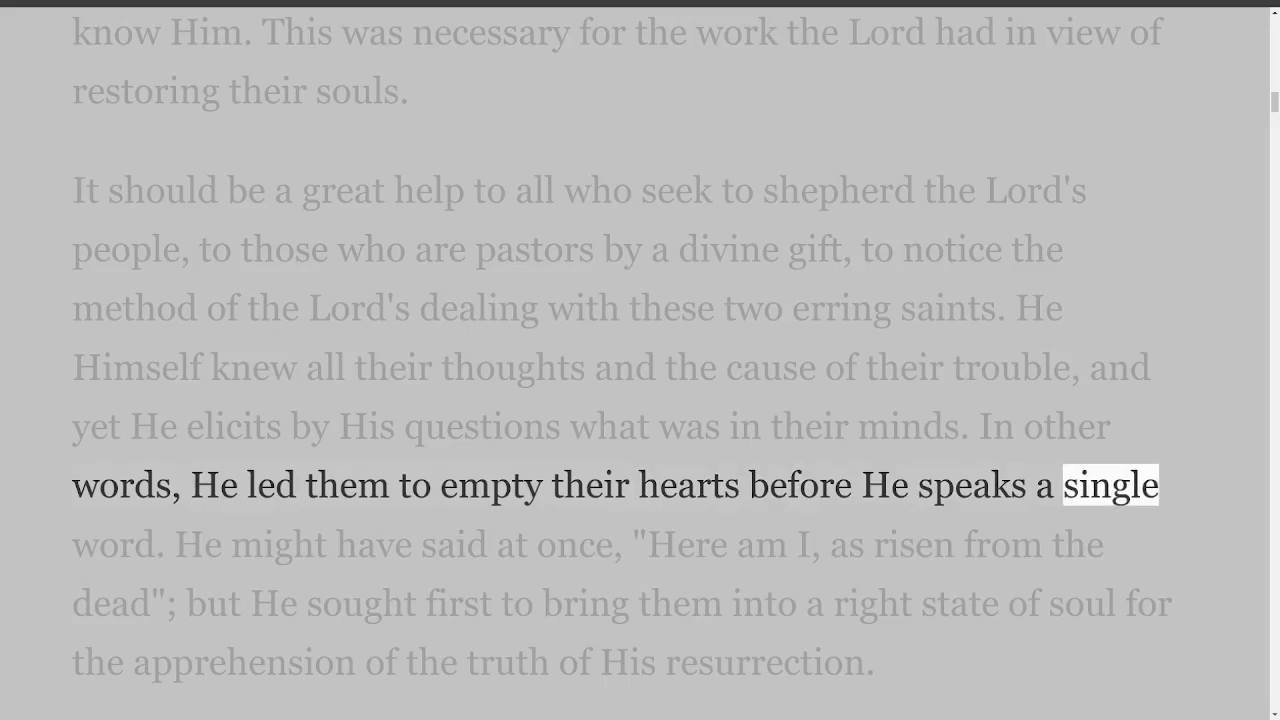 know Him. This was necessary for the work the Lord had in view of
restoring their souls.
It should be a great help to all who seek to shepherd the Lord's
people, to those who are pastors by a divine gift, to notice the
method of the Lord's dealing with these two erring saints. He
Himself knew all their thoughts and the cause of their trouble, and
yet He elicits by His questions what was in their minds. In other
words, He led them to empty their hearts before He speaks a single
word. He might have said at once, "Here am I, as risen from the
dead"; but He sought first to bring them into a right state of soul for
the apprehension of the truth of His resurrection.